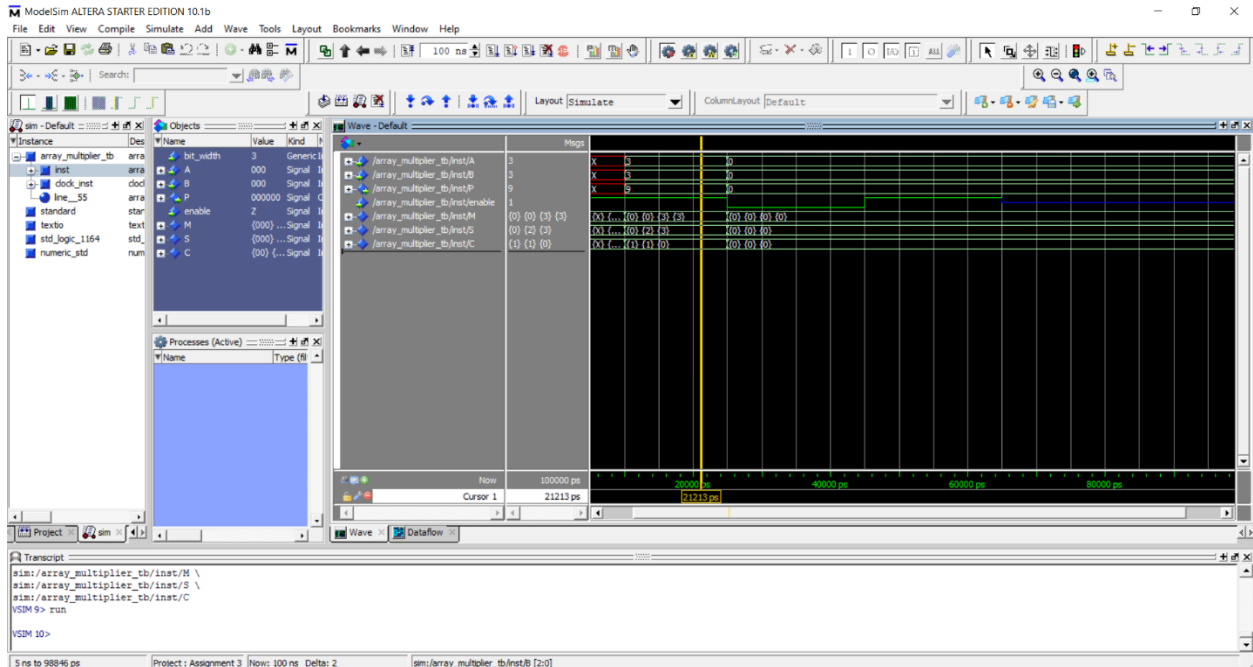 ModelSim ALTERA STARTER EDITION 10.1b
File Edit View Compile Simulate Add Wave Tools Layout Bookmarks Window Help
100 ns
Search:
Layout Simulate
ColumnLayout Default
sim - Default
Instance Des
array_multiplier_tb arra
inst arra
clock_inst cloc
line__55 arra
standard stan
textio text
std_logic_1164 std_
numeric_std num
Objects
Name Value Kind
bit_width 3 Generic I
A 000 Signal I
B 000 Signal I
P 000000 Signal C
enable Z Signal I
M {000} ... Signal I
S {000} ... Signal I
C {00} {... Signal I
Processes (Active)
Name Type (fil
Wave - Default
Msgs
/array_multiplier_tb/inst/A 3 X 3 0
/array_multiplier_tb/inst/B 3 X 3 0
/array_multiplier_tb/inst/P 9 X 9 0
/array_multiplier_tb/inst/enable 1
/array_multiplier_tb/inst/M {0} {0} {3} {3} {X} {... {0} {0} {3} {3} {0} {0} {0} {0}
/array_multiplier_tb/inst/S {0} {2} {3} {X} {... {0} {2} {3} {0} {0} {0}
/array_multiplier_tb/inst/C {1} {1} {0} {X} {... {1} {1} {0} {0} {0} {0}
Now 100000 ps 20000 ps 40000 ps 60000 ps 80000 ps
Cursor 1 21213 ps 21213 ps
Project sim
Wave Dataflow
Transcript
sim:/array_multiplier_tb/inst/M \
sim:/array_multiplier_tb/inst/S \
sim:/array_multiplier_tb/inst/C
VSIM 9> run
VSIM 10>
5 ns to 98846 ps Project : Assignment 3 Now: 100 ns Delta: 2 sim:/array_multiplier_tb/inst/B [2:0]